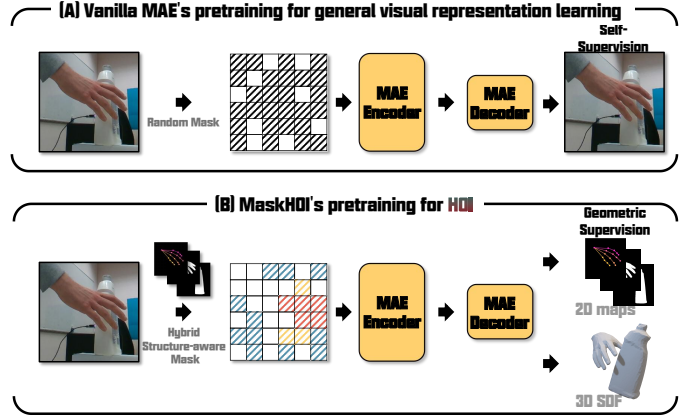 (A) Vanilla MAE's pretraining for general visual representation learning
Self-
Supervision
Random Mask
MAE
Encoder
MAE
Decoder
(B) MaskHOI's pretraining for HOI
Geometric
Supervision
Hybrid
Structure-aware
Mask
MAE
Encoder
MAE
Decoder
2D maps
3D SDF